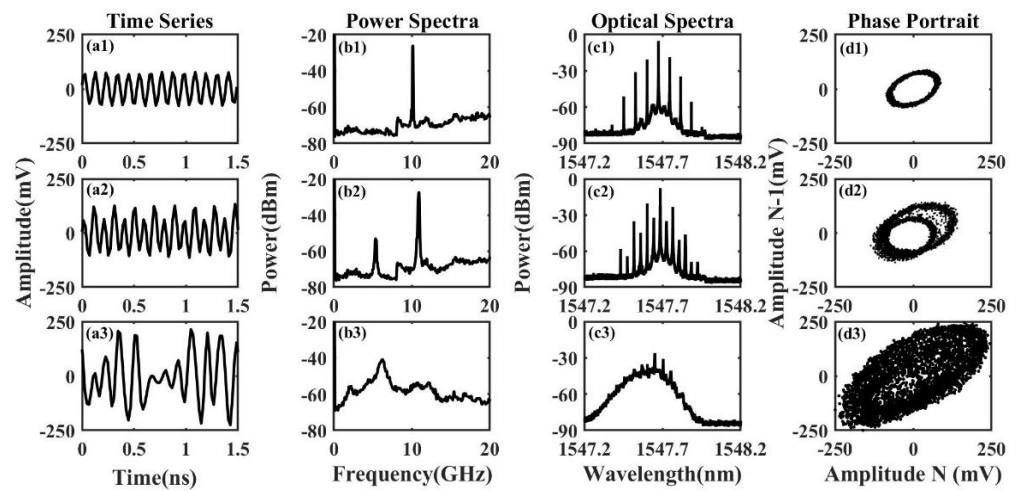 Time Series Power Spectra Optical Spectra Phase Portrait
250 -20 0 250
(a1) (b1) (c1) (d1)
-40 -30
0 0
-60 -60
-250 -80 -90 -250
0 0.5 1 1.5 0 10 20 1547.2 1547.7 1548.2 -250 0 250
250 -20 0 250
(a2) (b2) (c2) (d2)
-40 -30
0 0
-60 -60
-250 -80 -90 -250
0 0.5 1 1.5 0 10 20 1547.2 1547.7 1548.2 -250 0 250
250 -20 0 250
(a3) (b3) (c3) (d3)
-40 -30
0 0
-60 -60
-250 -80 -90 -250
0 0.5 1 1.5 0 10 20 1547.2 1547.7 1548.2 -250 0 250
Amplitude(mV)
Power(dBm)
Power(dBm)
Amplitude N-1(mV)
Time(ns) Frequency(GHz) Wavelength(nm) Amplitude N (mV)